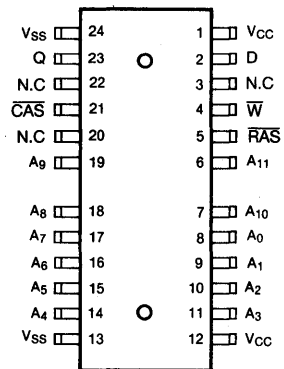 VSS 24 1 VCC
Q 23 2 D
N.C 22 3 N.C
C̅A̅S̅ 21 4 W̅
N.C 20 5 R̅A̅S̅
A9 19 6 A11
A8 18 7 A10
A7 17 8 A0
A6 16 9 A1
A5 15 10 A2
A4 14 11 A3
VSS 13 12 VCC